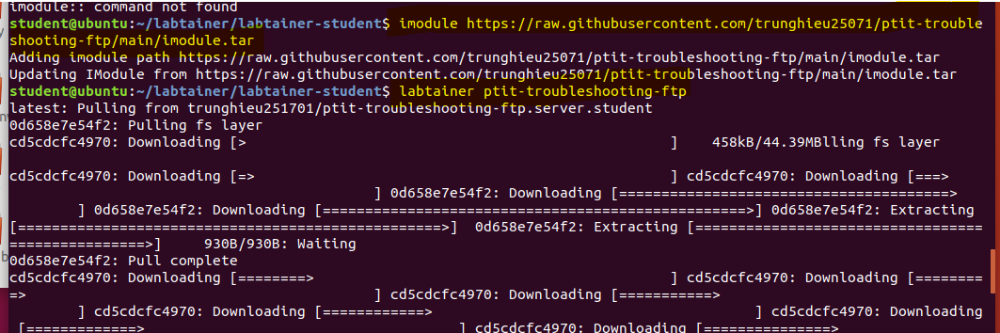 imodule:: command not found
student@ubuntu:~/labtainer/labtainer-student$ imodule https://raw.githubusercontent.com/trunghieu25071/ptit-trouble
shooting-ftp/main/imodule.tar
Adding imodule path https://raw.githubusercontent.com/trunghieu25071/ptit-troubleshooting-ftp/main/imodule.tar
Updating IModule from https://raw.githubusercontent.com/trunghieu25071/ptit-troubleshooting-ftp/main/imodule.tar
student@ubuntu:~/labtainer/labtainer-student$ labtainer ptit-troubleshooting-ftp
latest: Pulling from trunghieu251701/ptit-troubleshooting-ftp.server.student
0d658e7e54f2: Pulling fs layer
cd5cdcfc4970: Downloading [> ] 458kB/44.39MBlling fs layer
cd5cdcfc4970: Downloading [=> ] cd5cdcfc4970: Downloading [===>
] 0d658e7e54f2: Downloading [======================================>
] 0d658e7e54f2: Downloading [==================================================>] 0d658e7e54f2: Extracting
[==================================================>] 0d658e7e54f2: Extracting [==================================
================>] 930B/930B: Waiting
0d658e7e54f2: Pull complete
cd5cdcfc4970: Downloading [========> ] cd5cdcfc4970: Downloading [========
=> ] cd5cdcfc4970: Downloading [===========>
] cd5cdcfc4970: Downloading [============> ] cd5cdcfc4970: Downloading
[=============> ] cd5cdcfc4970: Downloading [===============>